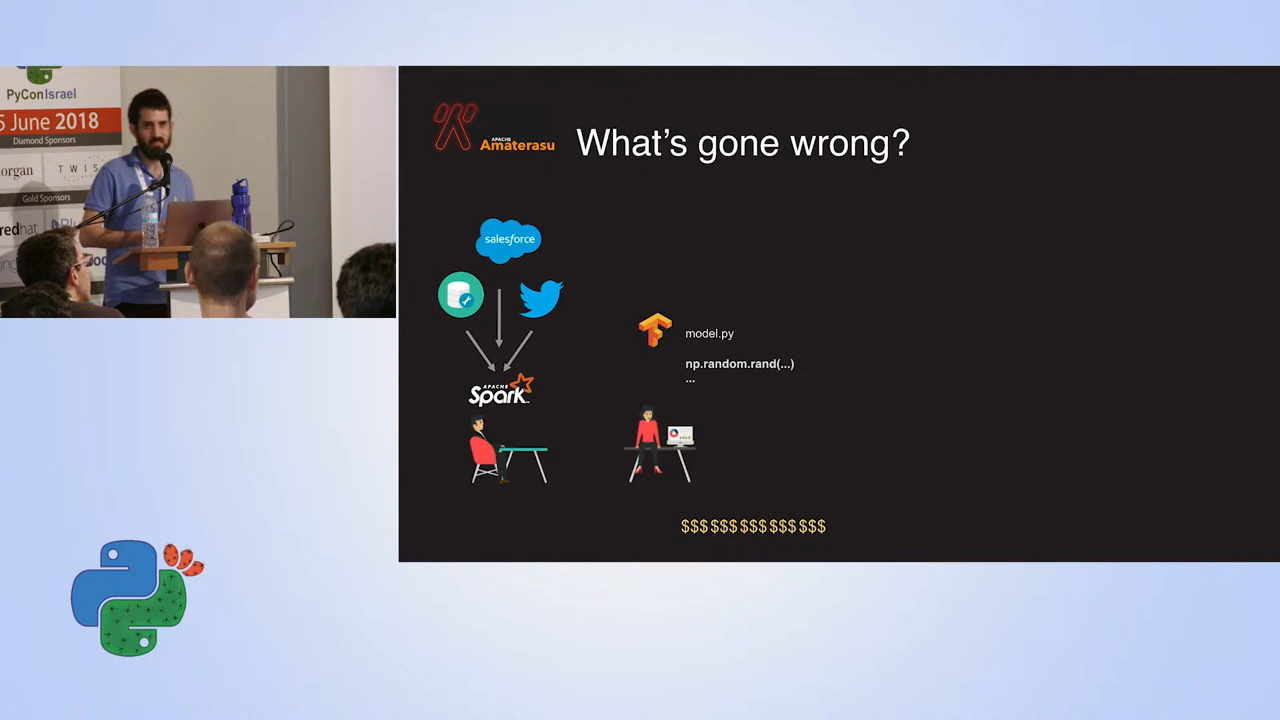 PyConIsrael
5 June 2018
Diamond Sponsors
organ
TWIS
Gold Sponsors
redhat
APACHE
Amaterasu
What's gone wrong?
salesforce
model.py
np.random.rand(...)
...
APACHE
Spark
$$$$$$$$$$$$$$$